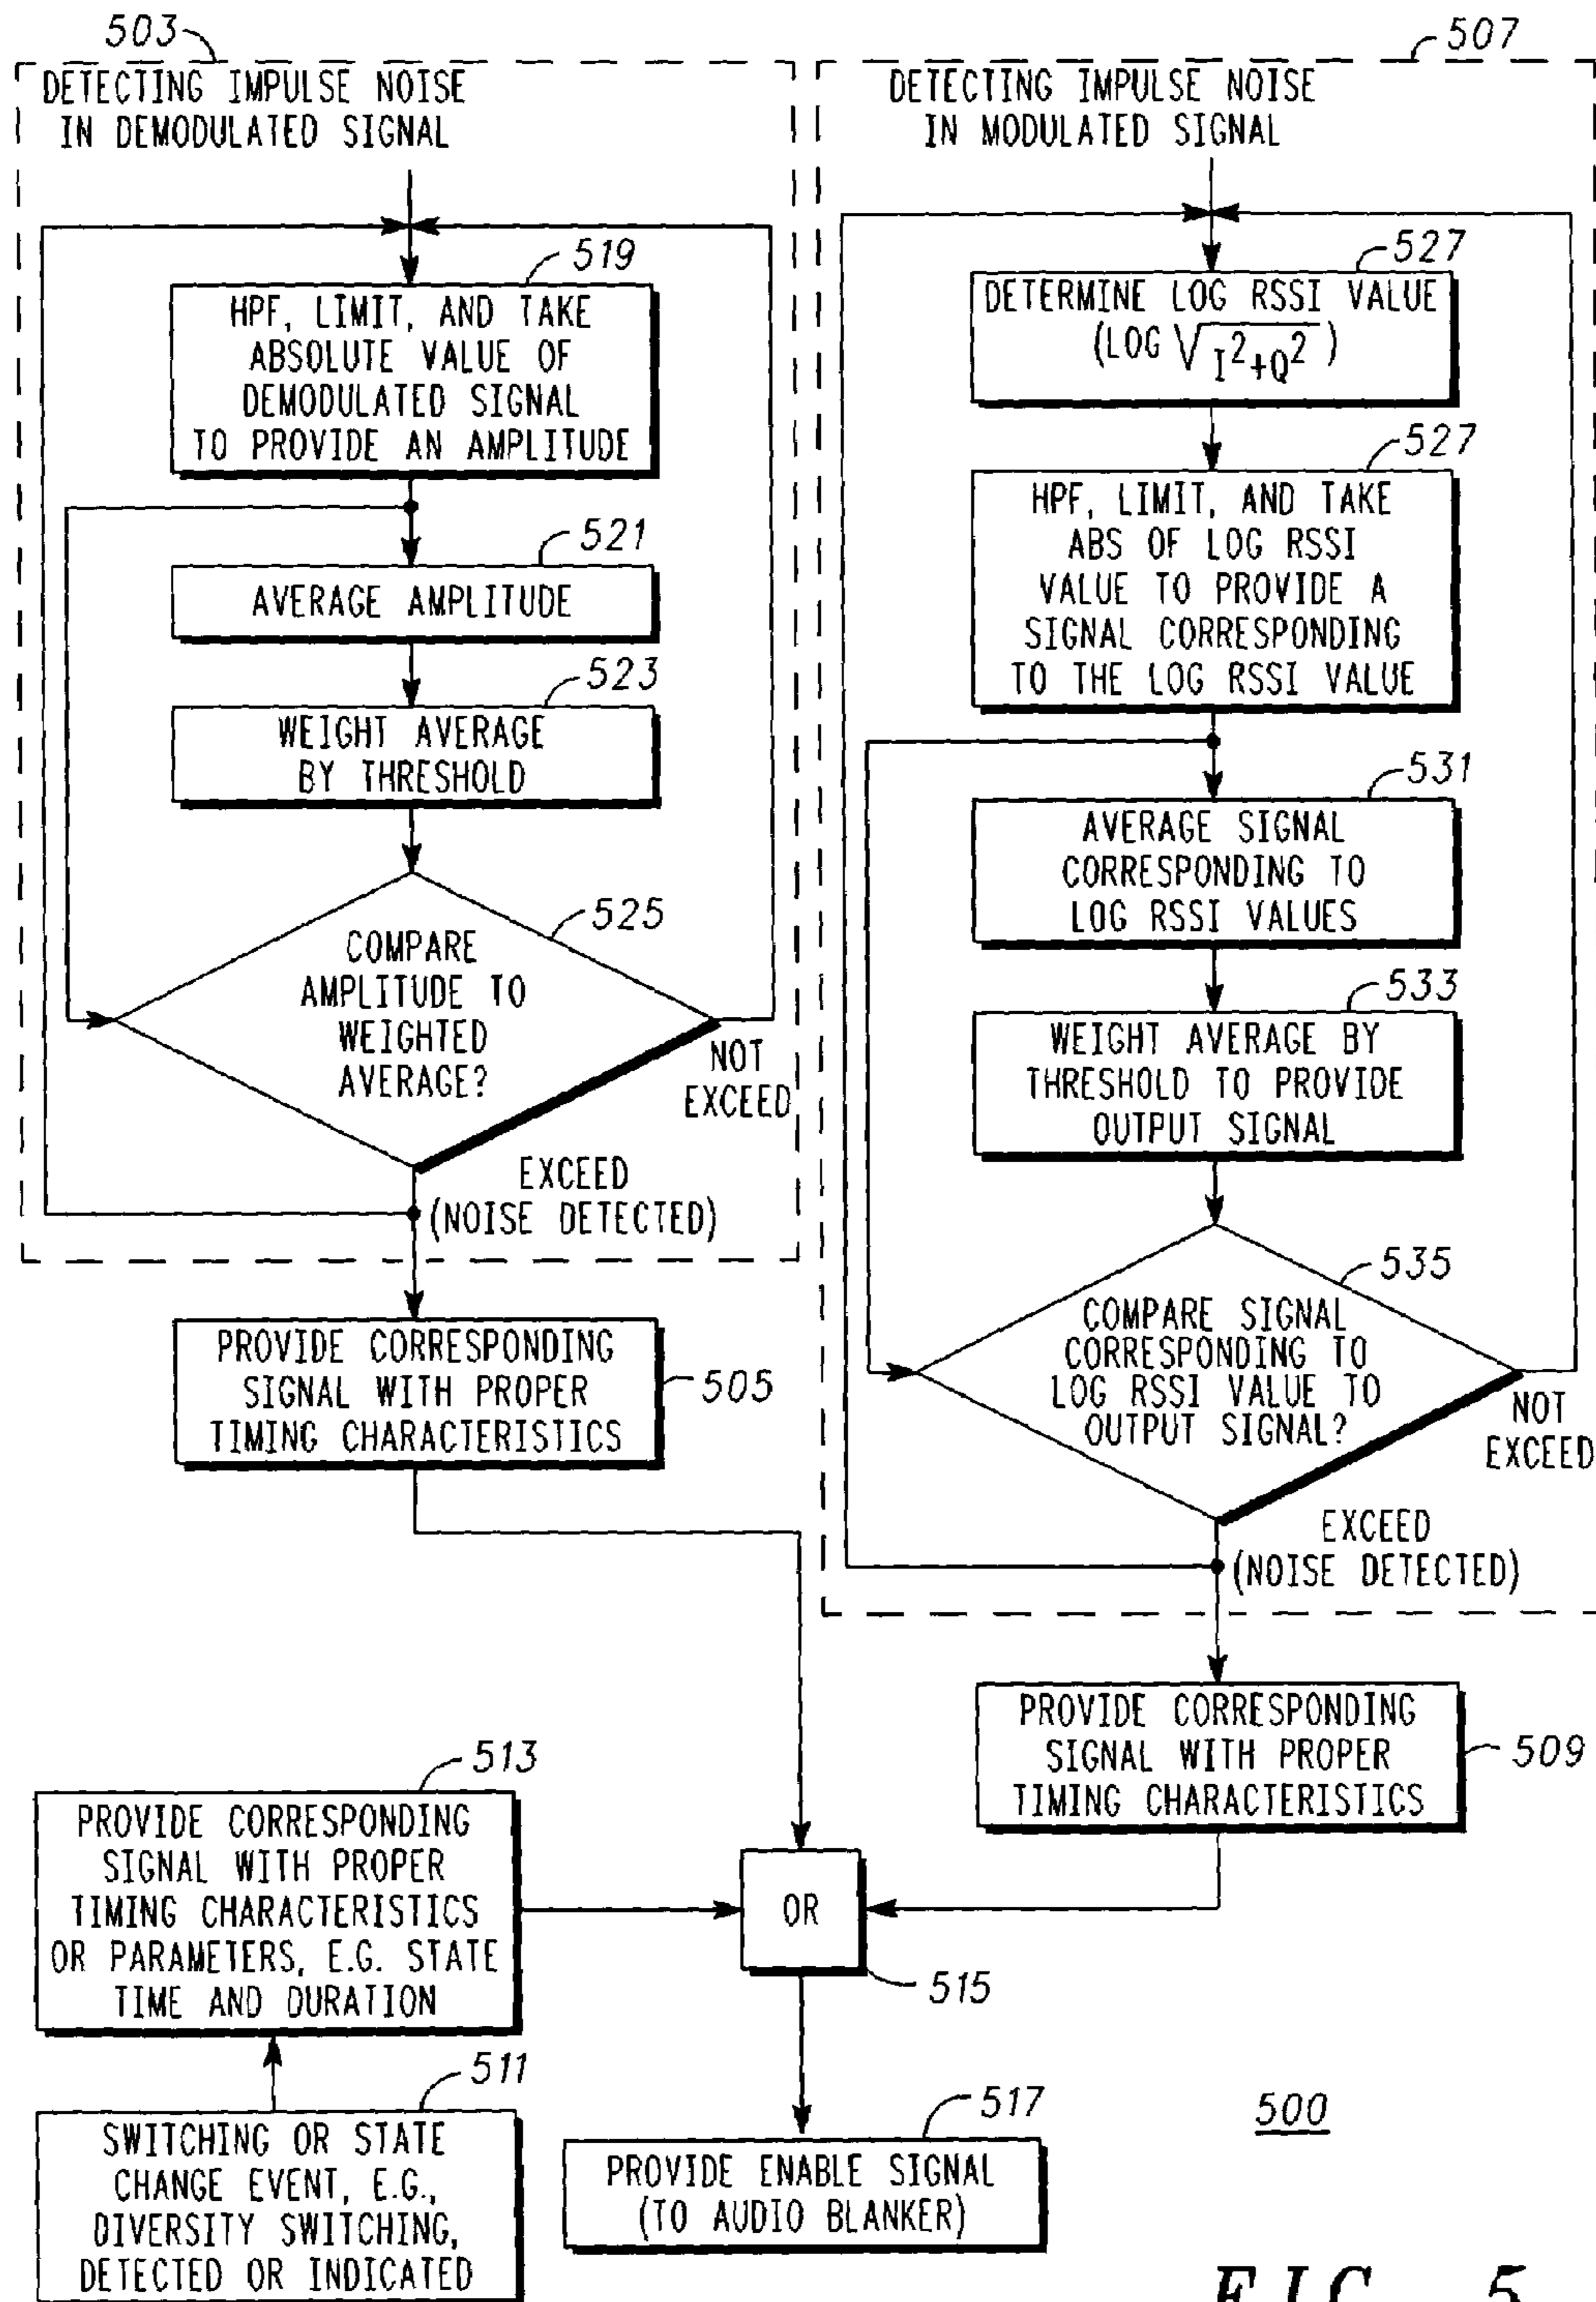 503
DETECTING IMPULSE NOISE
IN DEMODULATED SIGNAL
519
HPF, LIMIT, AND TAKE
ABSOLUTE VALUE OF
DEMODULATED SIGNAL
TO PROVIDE AN AMPLITUDE
521
AVERAGE AMPLITUDE
523
WEIGHT AVERAGE
BY THRESHOLD
525
COMPARE
AMPLITUDE TO
WEIGHTED
AVERAGE?
NOT
EXCEED
EXCEED
(NOISE DETECTED)
PROVIDE CORRESPONDING
SIGNAL WITH PROPER
TIMING CHARACTERISTICS
505
507
DETECTING IMPULSE NOISE
IN MODULATED SIGNAL
527
DETERMINE LOG RSSI VALUE
(LOG √I²+Q²)
527
HPF, LIMIT, AND TAKE
ABS OF LOG RSSI
VALUE TO PROVIDE A
SIGNAL CORRESPONDING
TO THE LOG RSSI VALUE
531
AVERAGE SIGNAL
CORRESPONDING TO
LOG RSSI VALUES
533
WEIGHT AVERAGE BY
THRESHOLD TO PROVIDE
OUTPUT SIGNAL
535
COMPARE SIGNAL
CORRESPONDING TO
LOG RSSI VALUE TO
OUTPUT SIGNAL?
NOT
EXCEED
EXCEED
(NOISE DETECTED)
PROVIDE CORRESPONDING
SIGNAL WITH PROPER
TIMING CHARACTERISTICS
509
513
PROVIDE CORRESPONDING
SIGNAL WITH PROPER
TIMING CHARACTERISTICS
OR PARAMETERS, E.G. STATE
TIME AND DURATION
OR
515
511
SWITCHING OR STATE
CHANGE EVENT, E.G.,
DIVERSITY SWITCHING,
DETECTED OR INDICATED
517
PROVIDE ENABLE SIGNAL
(TO AUDIO BLANKER)
500
FIG. 5